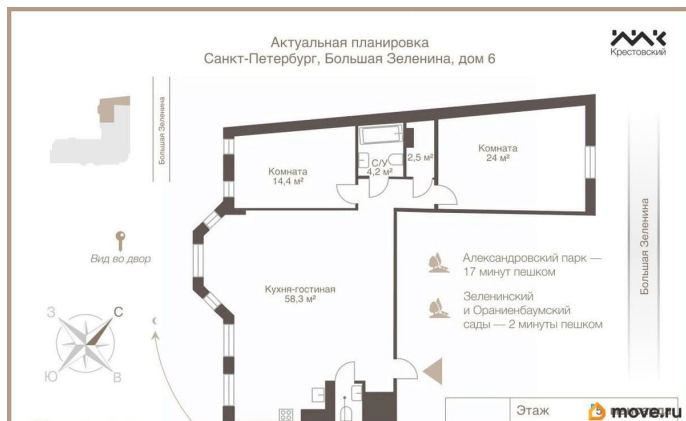 Актуальная планировка
Санкт-Петербург, Большая Зеленина, дом 6
Крестовский
Большая Зеленина
Комната
14,4 м²
С/У
4,2 м²
2,5 м²
Комната
24 м²
Вид во двор
Кухня-гостиная
58,3 м²
Александровский парк —
17 минут пешком
Зеленинский
и Ораниенбаумский
сады — 2 минуты пешком
Большая Зеленина
З
С
Ю
В
Этаж
move.ru